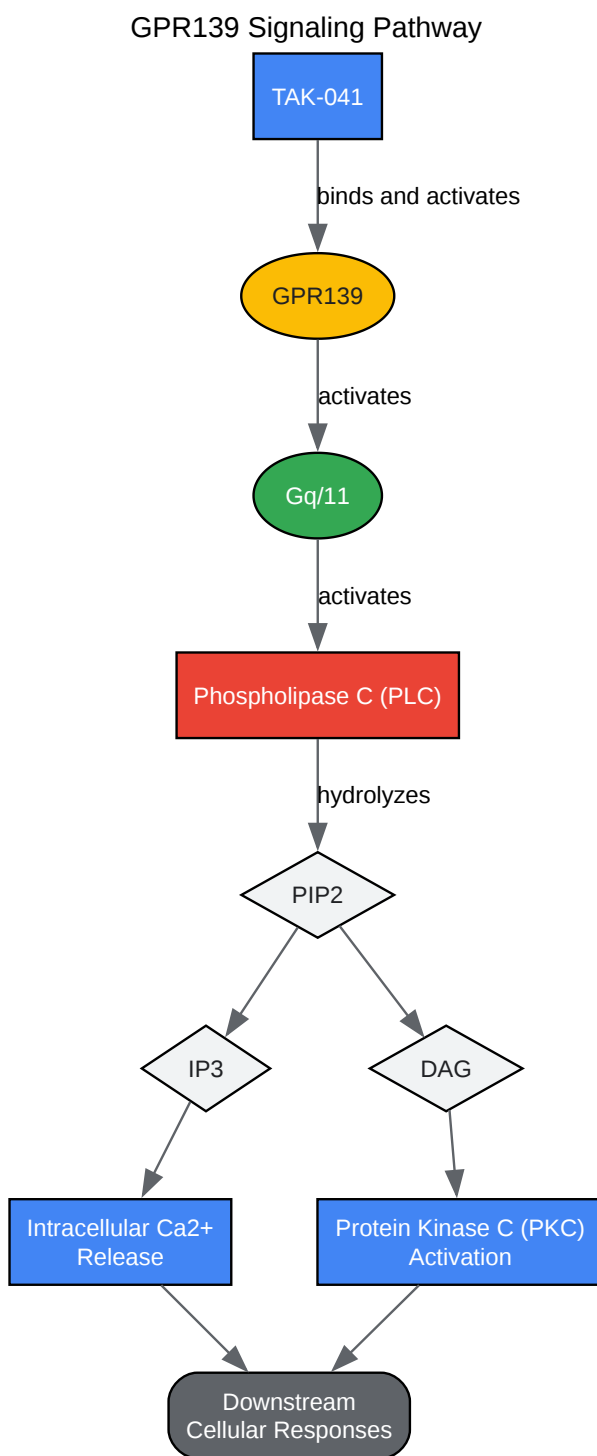 GPR139 Signaling Pathway
TAK-041
binds and activates
GPR139
activates
Gq/11
activates
Phospholipase C (PLC)
hydrolyzes
PIP2
IP3
DAG
Intracellular Ca2+
Release
Protein Kinase C (PKC)
Activation
Downstream
Cellular Responses